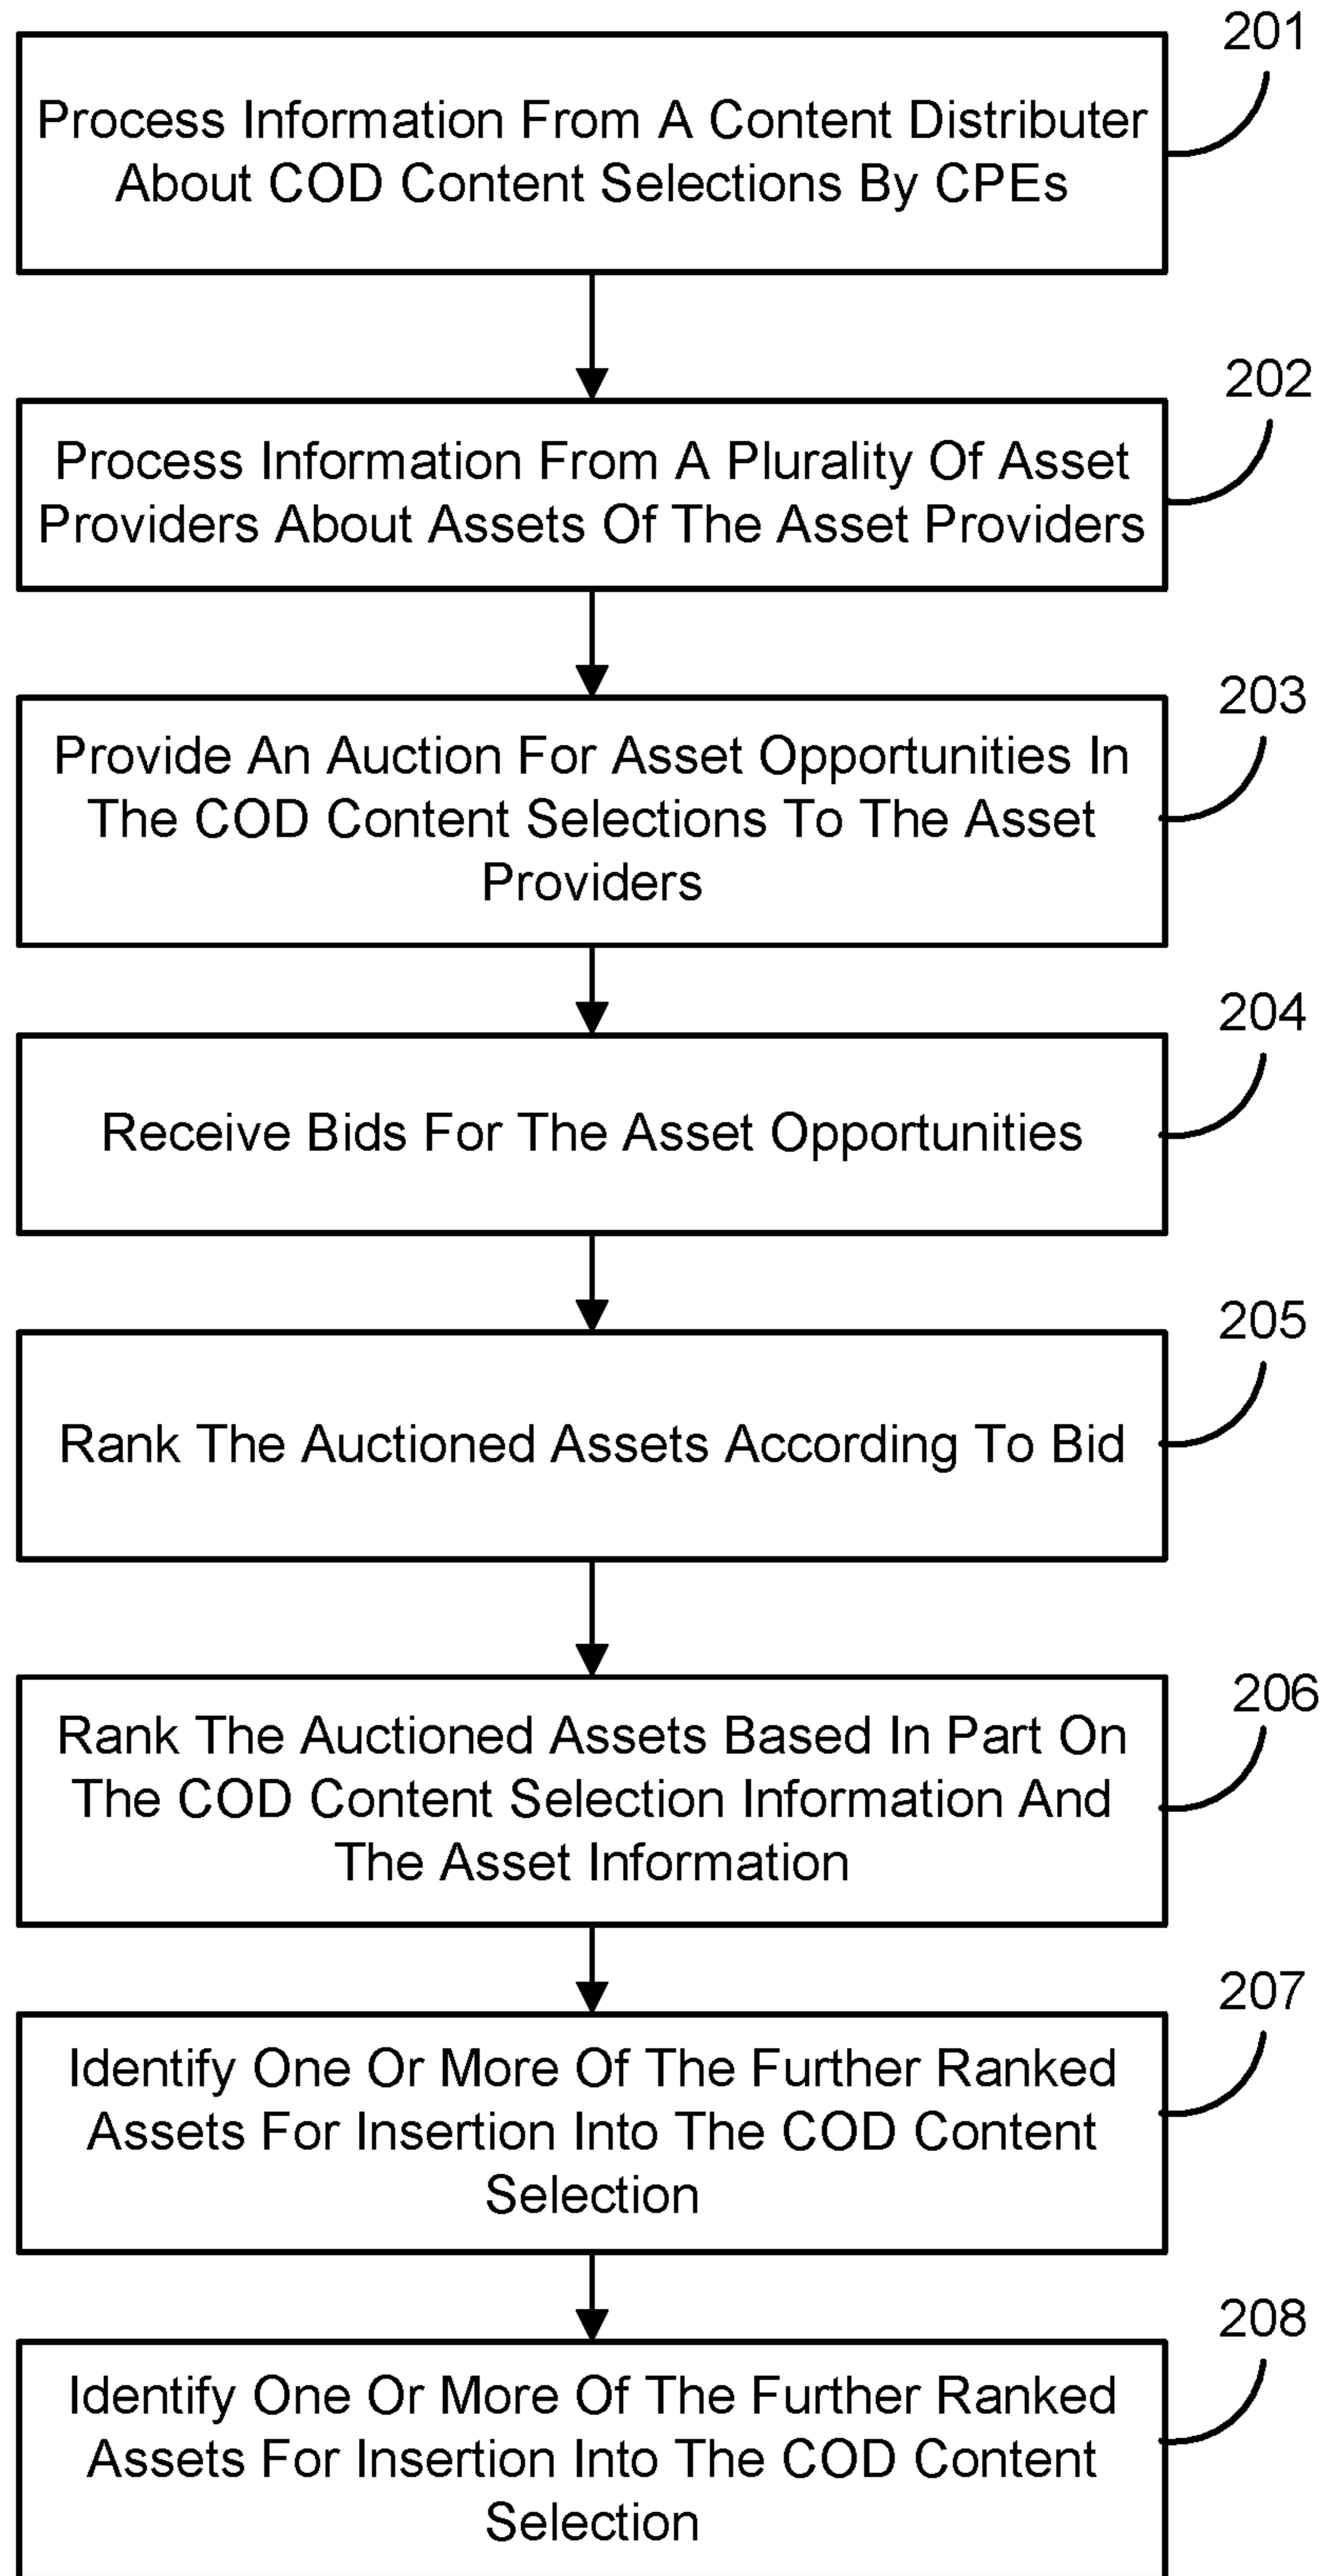 201
Process Information From A Content Distributer
About COD Content Selections By CPEs
202
Process Information From A Plurality Of Asset
Providers About Assets Of The Asset Providers
203
Provide An Auction For Asset Opportunities In
The COD Content Selections To The Asset
Providers
204
Receive Bids For The Asset Opportunities
205
Rank The Auctioned Assets According To Bid
206
Rank The Auctioned Assets Based In Part On
The COD Content Selection Information And
The Asset Information
207
Identify One Or More Of The Further Ranked
Assets For Insertion Into The COD Content
Selection
208
Identify One Or More Of The Further Ranked
Assets For Insertion Into The COD Content
Selection